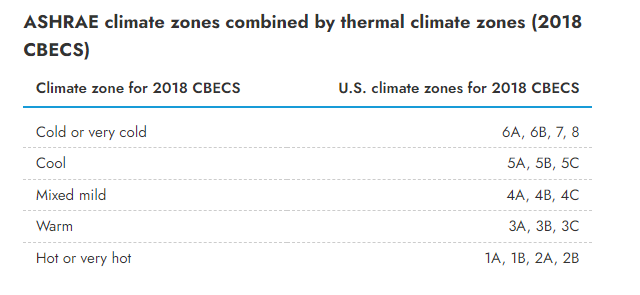 ASHRAE climate zones combined by thermal climate zones (2018
CBECS)
Climate zone for 2018 CBECS U.S. climate zones for 2018 CBECS
Cold or very cold 6A, 6B, 7, 8
Cool 5A, 5B, 5C
Mixed mild 4A, 4B, 4C
Warm 3A, 3B, 3C
Hot or very hot 1A, 1B, 2A, 2B